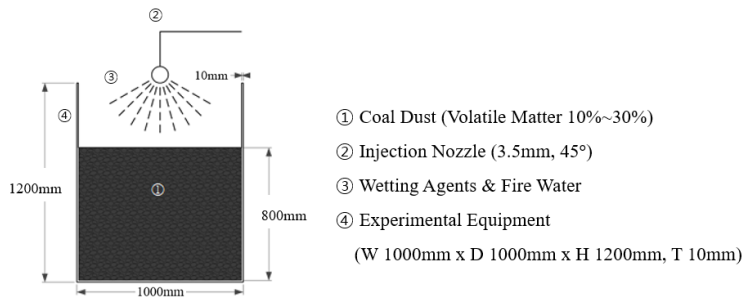 ②
③
10mm
④
①
1200mm
800mm
1000mm
① Coal Dust (Volatile Matter 10%~30%)
② Injection Nozzle (3.5mm, 45°)
③ Wetting Agents & Fire Water
④ Experimental Equipment
(W 1000mm x D 1000mm x H 1200mm, T 10mm)